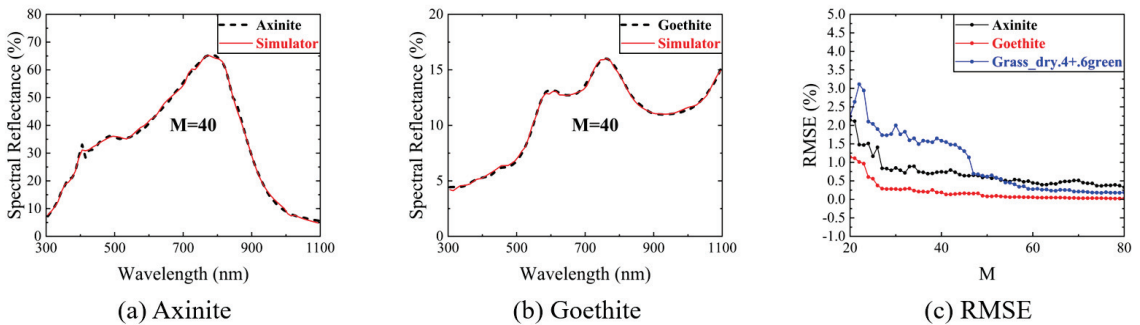 80
70
60
50
40
30
20
10
0
Spectral Reflectance (%)
Axinite
Simulator
M=40
300 500 700 900 1100
Wavelength (nm)
(a) Axinite
20
15
10
5
0
Spectral Reflectance (%)
Goethite
Simulator
M=40
300 500 700 900 1100
Wavelength (nm)
(b) Goethite
5.0
4.5
4.0
3.5
3.0
2.5
2.0
1.5
1.0
0.5
0.0
-0.5
-1.0
RMSE (%)
Axinite
Goethite
Grass_dry.4+.6green
20 40 60 80
M
(c) RMSE